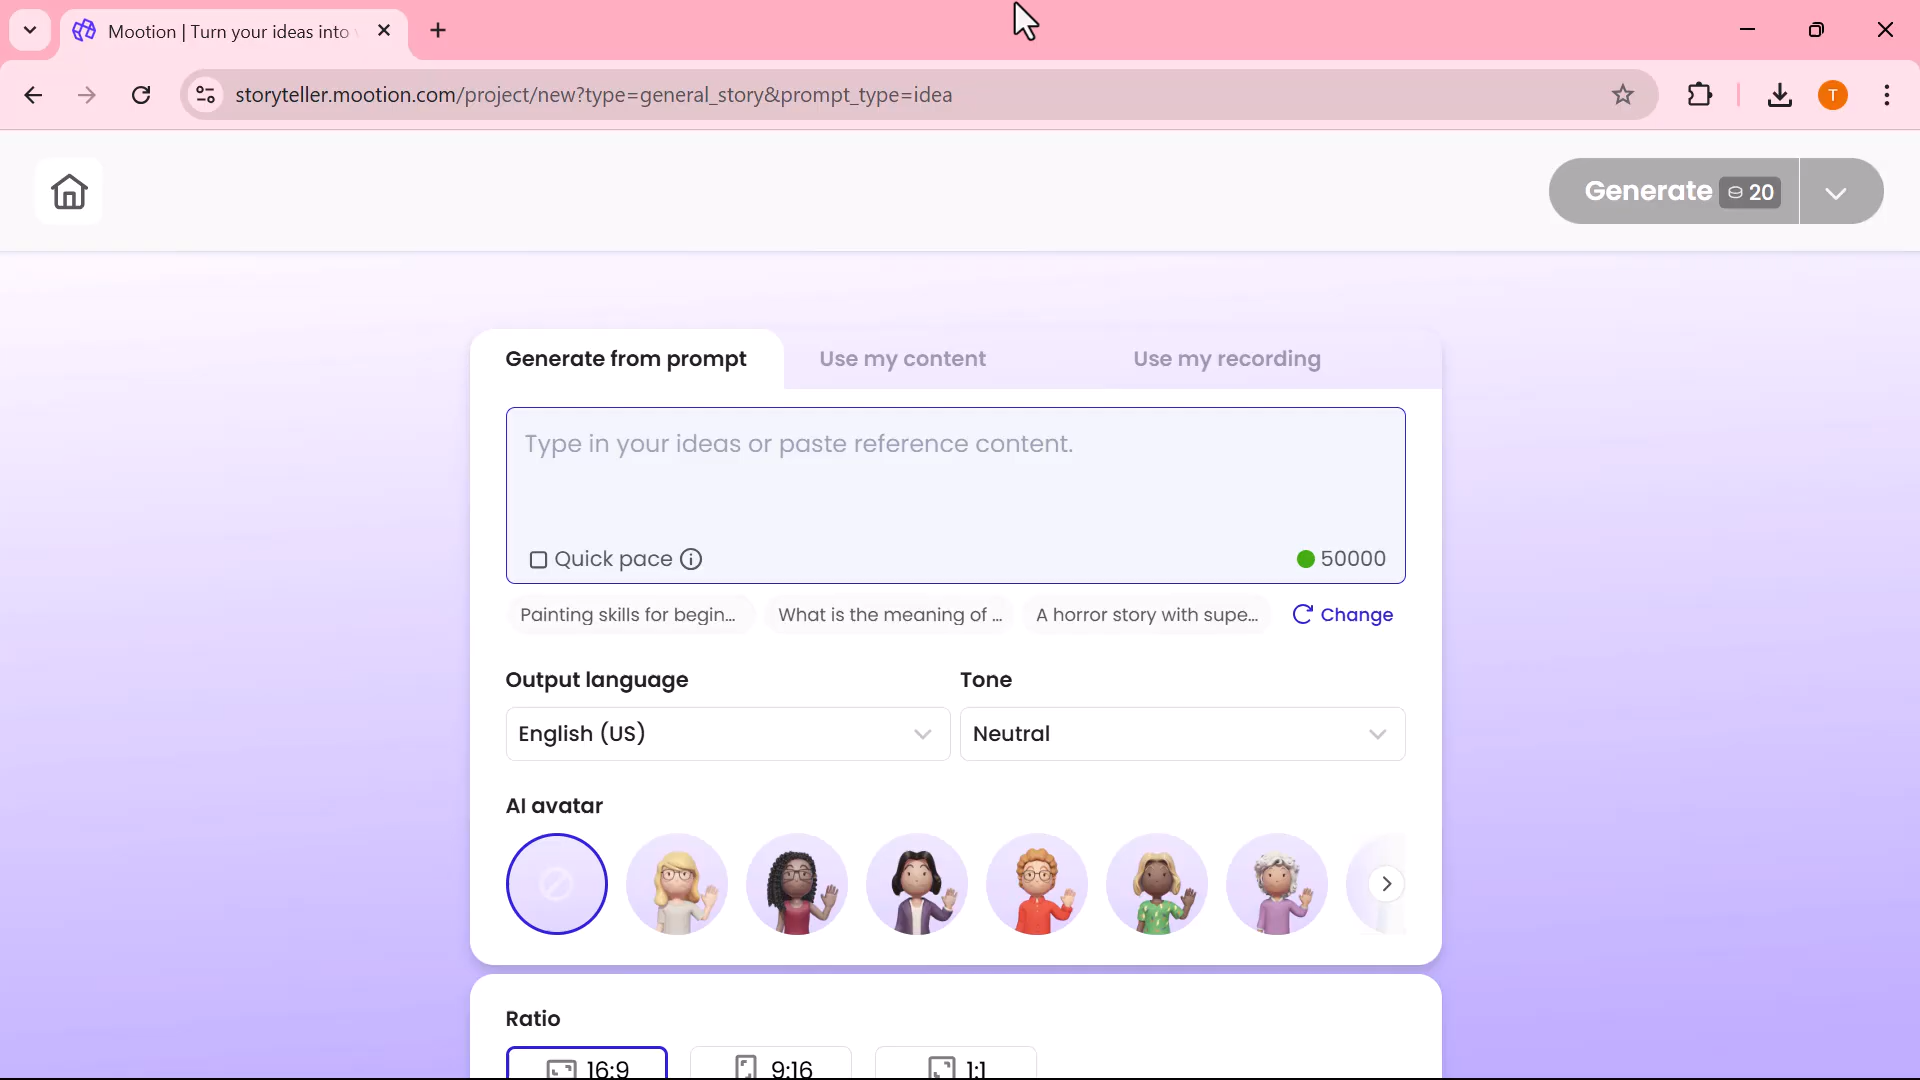 Mootion | Turn your ideas into
storyteller.mootion.com/project/new?type=general_story&prompt_type=idea
T
Generate 20
Generate from prompt
Use my content
Use my recording
Type in your ideas or paste reference content.
Quick pace
50000
Painting skills for begin...
What is the meaning of ...
A horror story with supe...
Change
Output language
Tone
English (US)
Neutral
AI avatar
Ratio
16:9
9:16
1:1